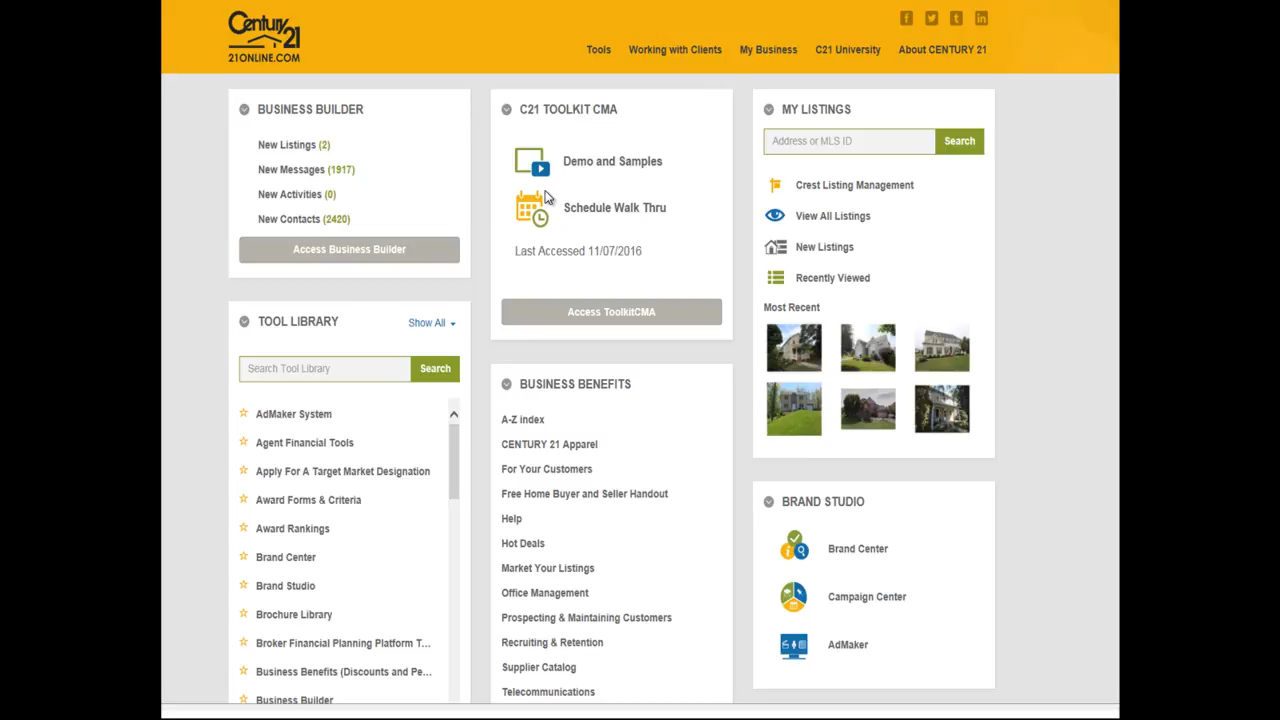 Century 21
21ONLINE.COM
Tools
Working with Clients
My Business
C21 University
About CENTURY 21
BUSINESS BUILDER
New Listings (2)
New Messages (1917)
New Activities (0)
New Contacts (2420)
Access Business Builder
TOOL LIBRARY
Show All
Search Tool Library
Search
AdMaker System
Agent Financial Tools
Apply For A Target Market Designation
Award Forms & Criteria
Award Rankings
Brand Center
Brand Studio
Brochure Library
Broker Financial Planning Platform T...
Business Benefits (Discounts and Pe...
Business Builder
C21 TOOLKIT CMA
Demo and Samples
Schedule Walk Thru
Last Accessed 11/07/2016
Access ToolkitCMA
BUSINESS BENEFITS
A-Z index
CENTURY 21 Apparel
For Your Customers
Free Home Buyer and Seller Handout
Help
Hot Deals
Market Your Listings
Office Management
Prospecting & Maintaining Customers
Recruiting & Retention
Supplier Catalog
Telecommunications
MY LISTINGS
Address or MLS ID
Search
Crest Listing Management
View All Listings
New Listings
Recently Viewed
Most Recent
BRAND STUDIO
Brand Center
Campaign Center
AdMaker